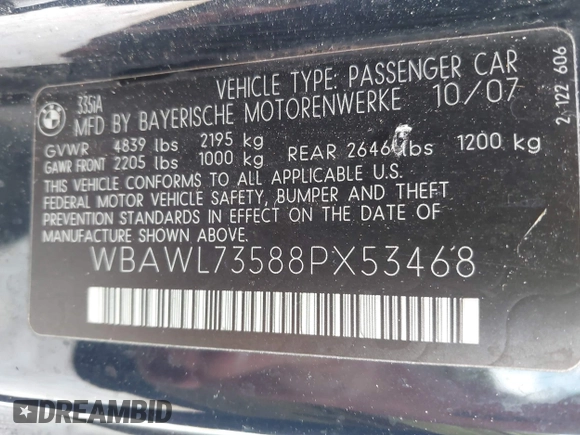 BMW
335iA VEHICLE TYPE: PASSENGER CAR
MFD BY BAYERISCHE MOTORENWERKE 10/07
GVWR 4839 lbs 2195 kg
GAWR FRONT 2205 lbs 1000 kg REAR 2646 lbs 1200 kg
THIS VEHICLE CONFORMS TO ALL APPLICABLE U.S.
FEDERAL MOTOR VEHICLE SAFETY, BUMPER AND THEFT
PREVENTION STANDARDS IN EFFECT ON THE DATE OF
MANUFACTURE SHOWN ABOVE.
WBAWL73588PX53468
2-122 606
DREAMBID